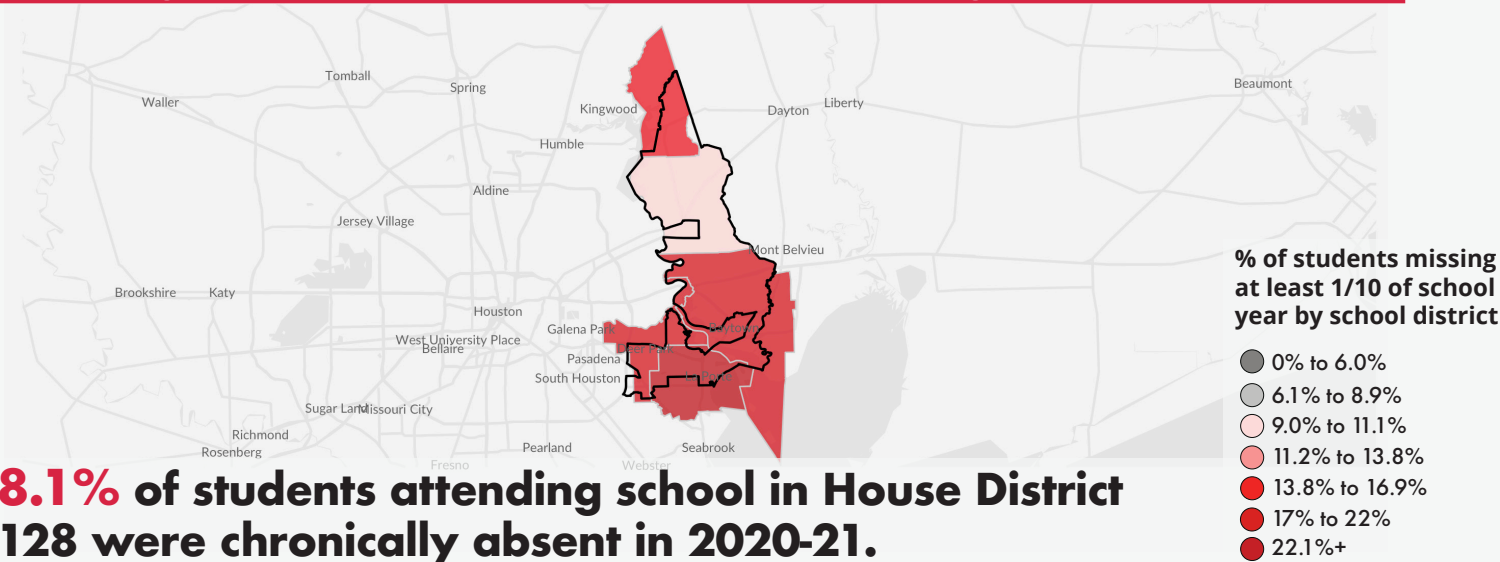 Tomball
Spring
Waller
Kingwood
Dayton
Liberty
Beaumont
Humble
Aldine
Jersey Village
Mont Belvieu
Brookshire
Katy
Houston
Galena Park
Baytown
West University Place
Bellaire
Deer Park
Pasadena
South Houston
La Porte
Sugar Land
Missouri City
Richmond
Rosenberg
Pearland
Seabrook
Fresno
Webster
% of students missing
at least 1/10 of school
year by school district
0% to 6.0%
6.1% to 8.9%
9.0% to 11.1%
11.2% to 13.8%
13.8% to 16.9%
17% to 22%
22.1%+
8.1% of students attending school in House District
128 were chronically absent in 2020-21.